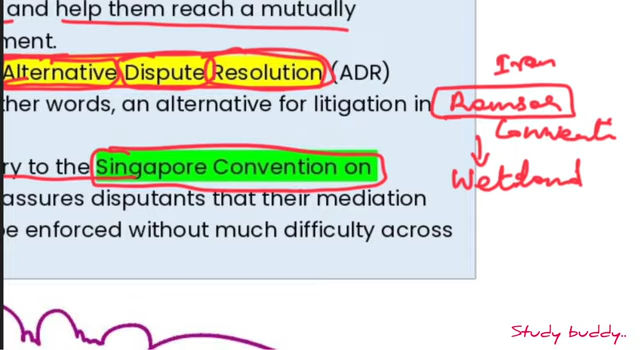 and help them reach a mutually
ment.
Alternative Dispute Resolution (ADR)
ther words, an alternative for litigation in
ry to the Singapore Convention on
assures disputants that their mediation
e enforced without much difficulty across
Iran
Ramsar
Conventi
Wetland
Study buddy..